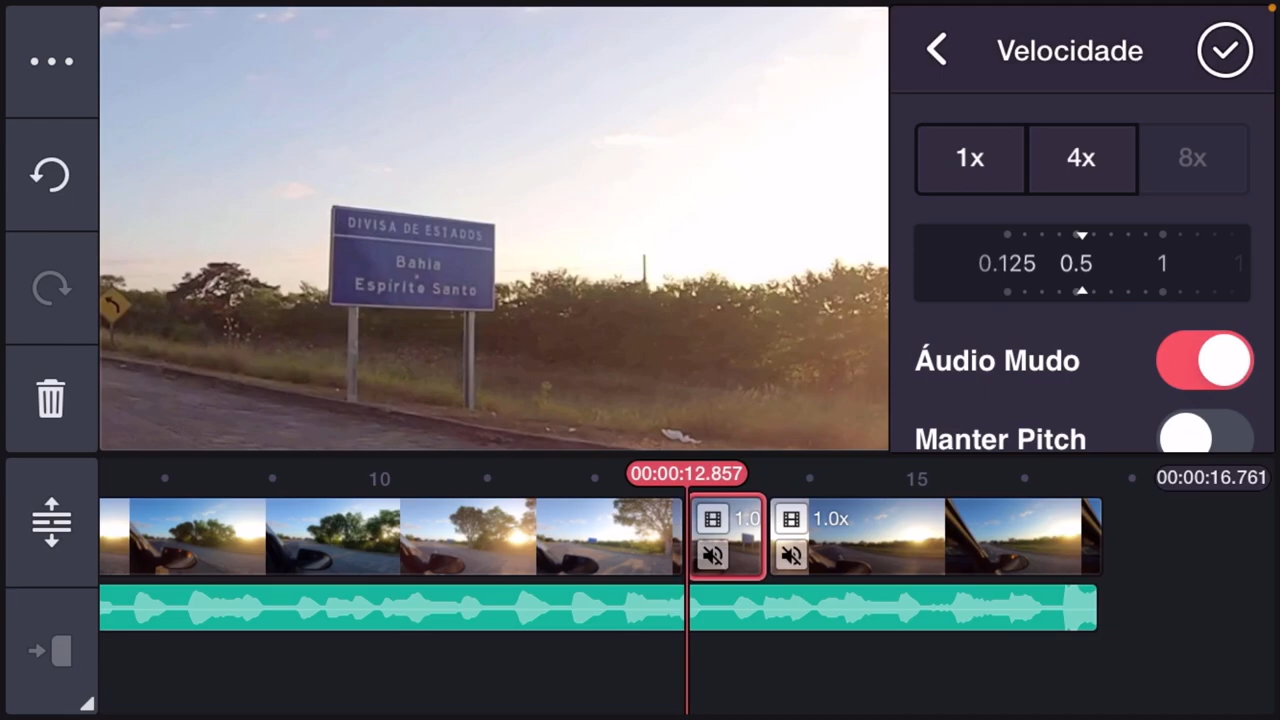 Velocidade
1x
4x
8x
DIVISA DE ESTADOS
Bahia
Espírito Santo
0.125
0.5
1
1
Áudio Mudo
Manter Pitch
10
00:00:12.857
15
00:00:16.761
1.0
1.0x